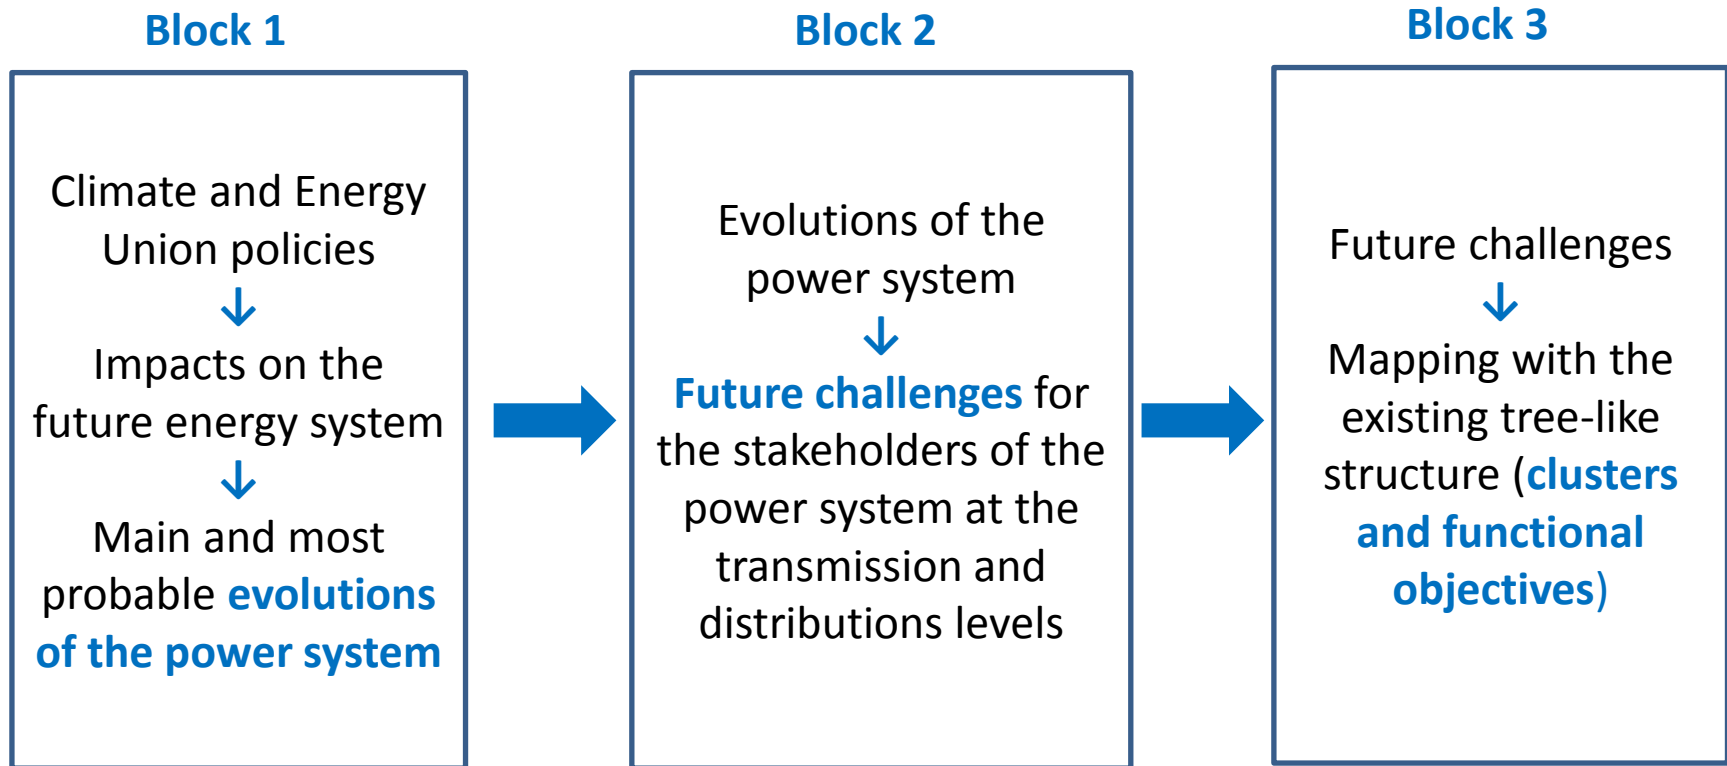 Block 1
Climate and Energy
Union policies
↓
Impacts on the
future energy system
↓
Main and most
probable evolutions
of the power system
Block 2
Evolutions of the
power system
↓
Future challenges for
the stakeholders of the
power system at the
transmission and
distributions levels
Block 3
Future challenges
↓
Mapping with the
existing tree-like
structure (clusters
and functional
objectives)